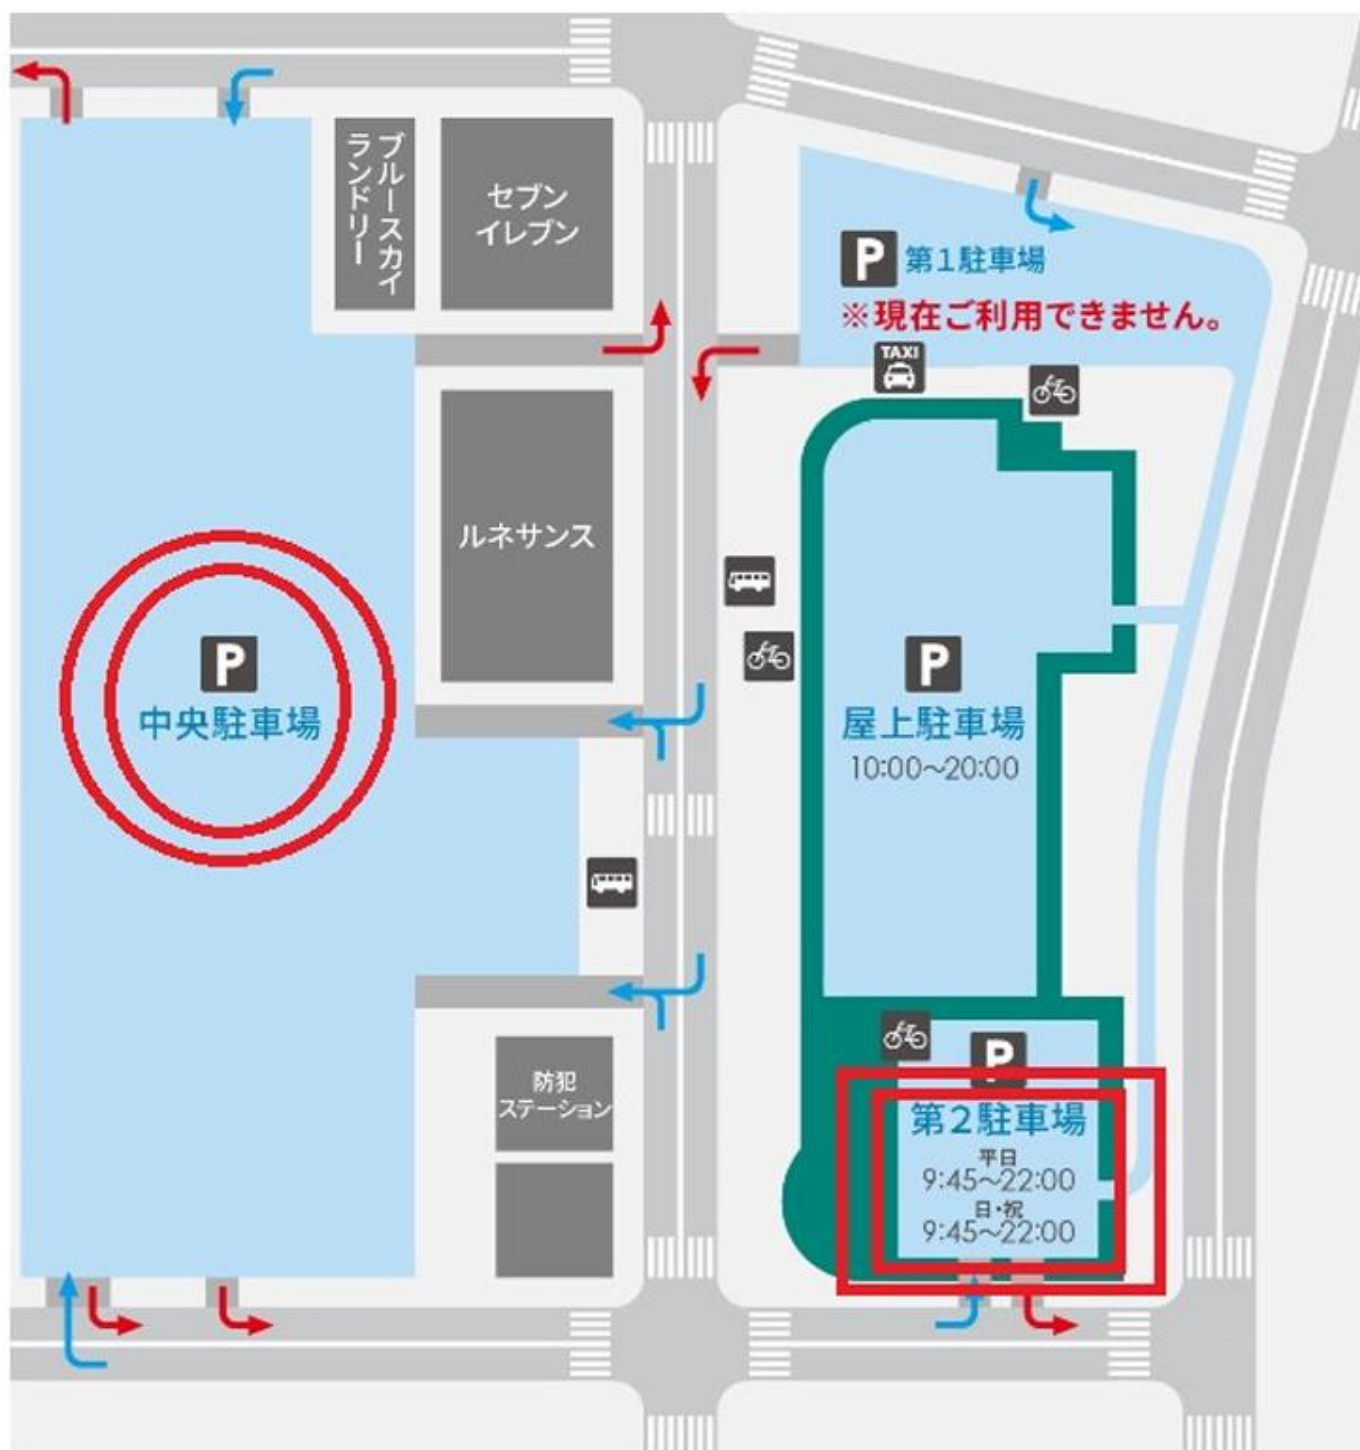 ブルースカイ
ランドリー
セブン
イレブン
P 第1駐車場
※現在ご利用できません。
TAXI
ルネサンス
P
中央駐車場
P
屋上駐車場
10:00～20:00
防犯
ステーション
P
第2駐車場
平日
9:45～22:00
日・祝
9:45～22:00